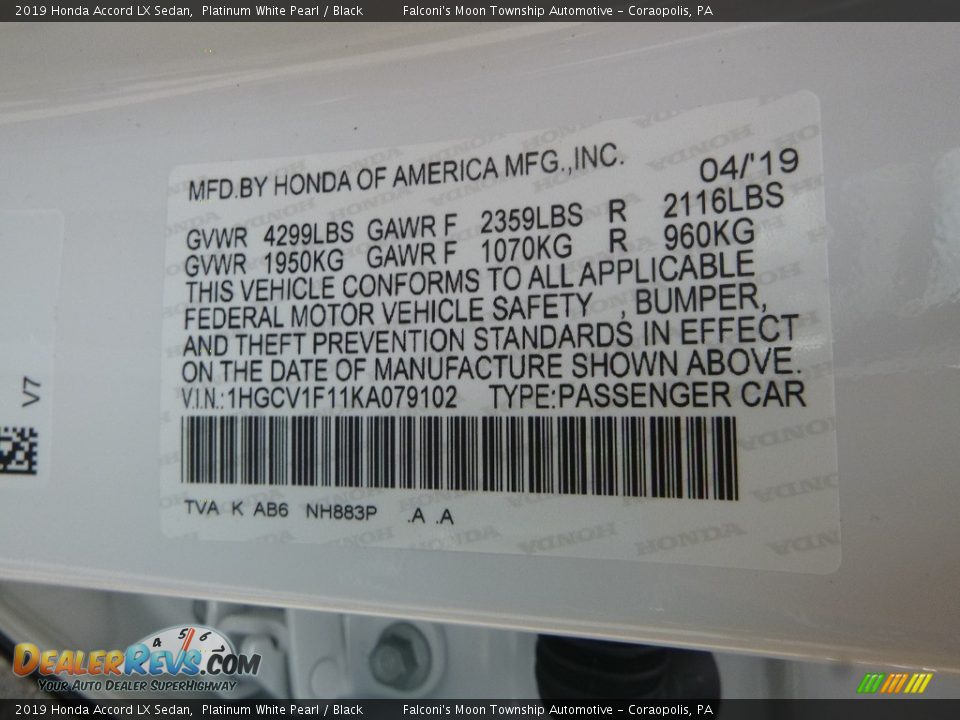 2019 Honda Accord LX Sedan, Platinum White Pearl / Black Falconi's Moon Township Automotive - Coraopolis, PA
MFD.BY HONDA OF AMERICA MFG.,INC. 04/'19
GVWR 4299LBS GAWR F 2359LBS R 2116LBS
GVWR 1950KG GAWR F 1070KG R 960KG
THIS VEHICLE CONFORMS TO ALL APPLICABLE
FEDERAL MOTOR VEHICLE SAFETY , BUMPER,
AND THEFT PREVENTION STANDARDS IN EFFECT
ON THE DATE OF MANUFACTURE SHOWN ABOVE.
V.I.N.:1HGCV1F11KA079102 TYPE:PASSENGER CAR
TVA K AB6 NH883P .A .A
V7
HONDA
4 5 6
DEALERREVS.COM
YOUR AUTO DEALER SUPERHIGHWAY
2019 Honda Accord LX Sedan, Platinum White Pearl / Black Falconi's Moon Township Automotive - Coraopolis, PA